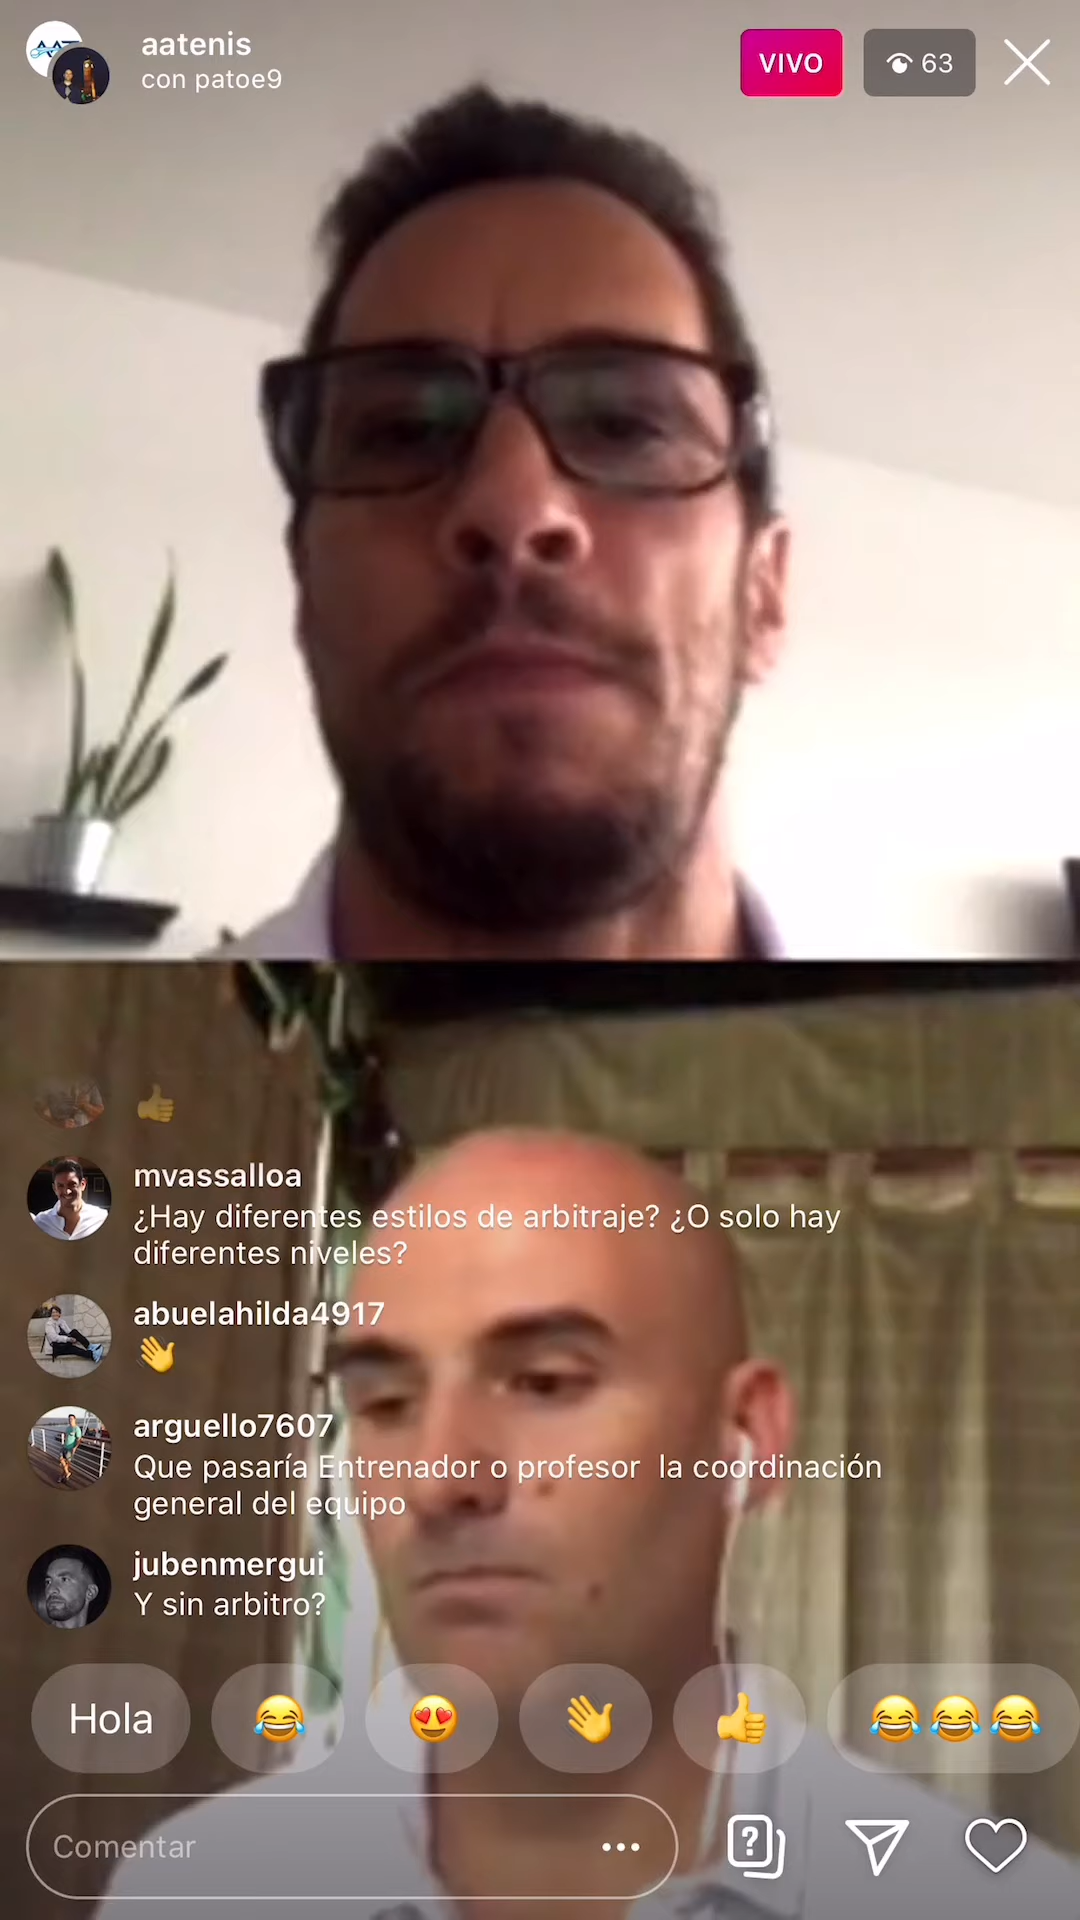 aatenis
con patoe9
VIVO
63
mvassalloa
¿Hay diferentes estilos de arbitraje? ¿O solo hay
diferentes niveles?
abuelahilda4917
arguello7607
Que pasaría Entrenador o profesor  la coordinación
general del equipo
jubenmergui
Y sin arbitro?
Hola
Comentar